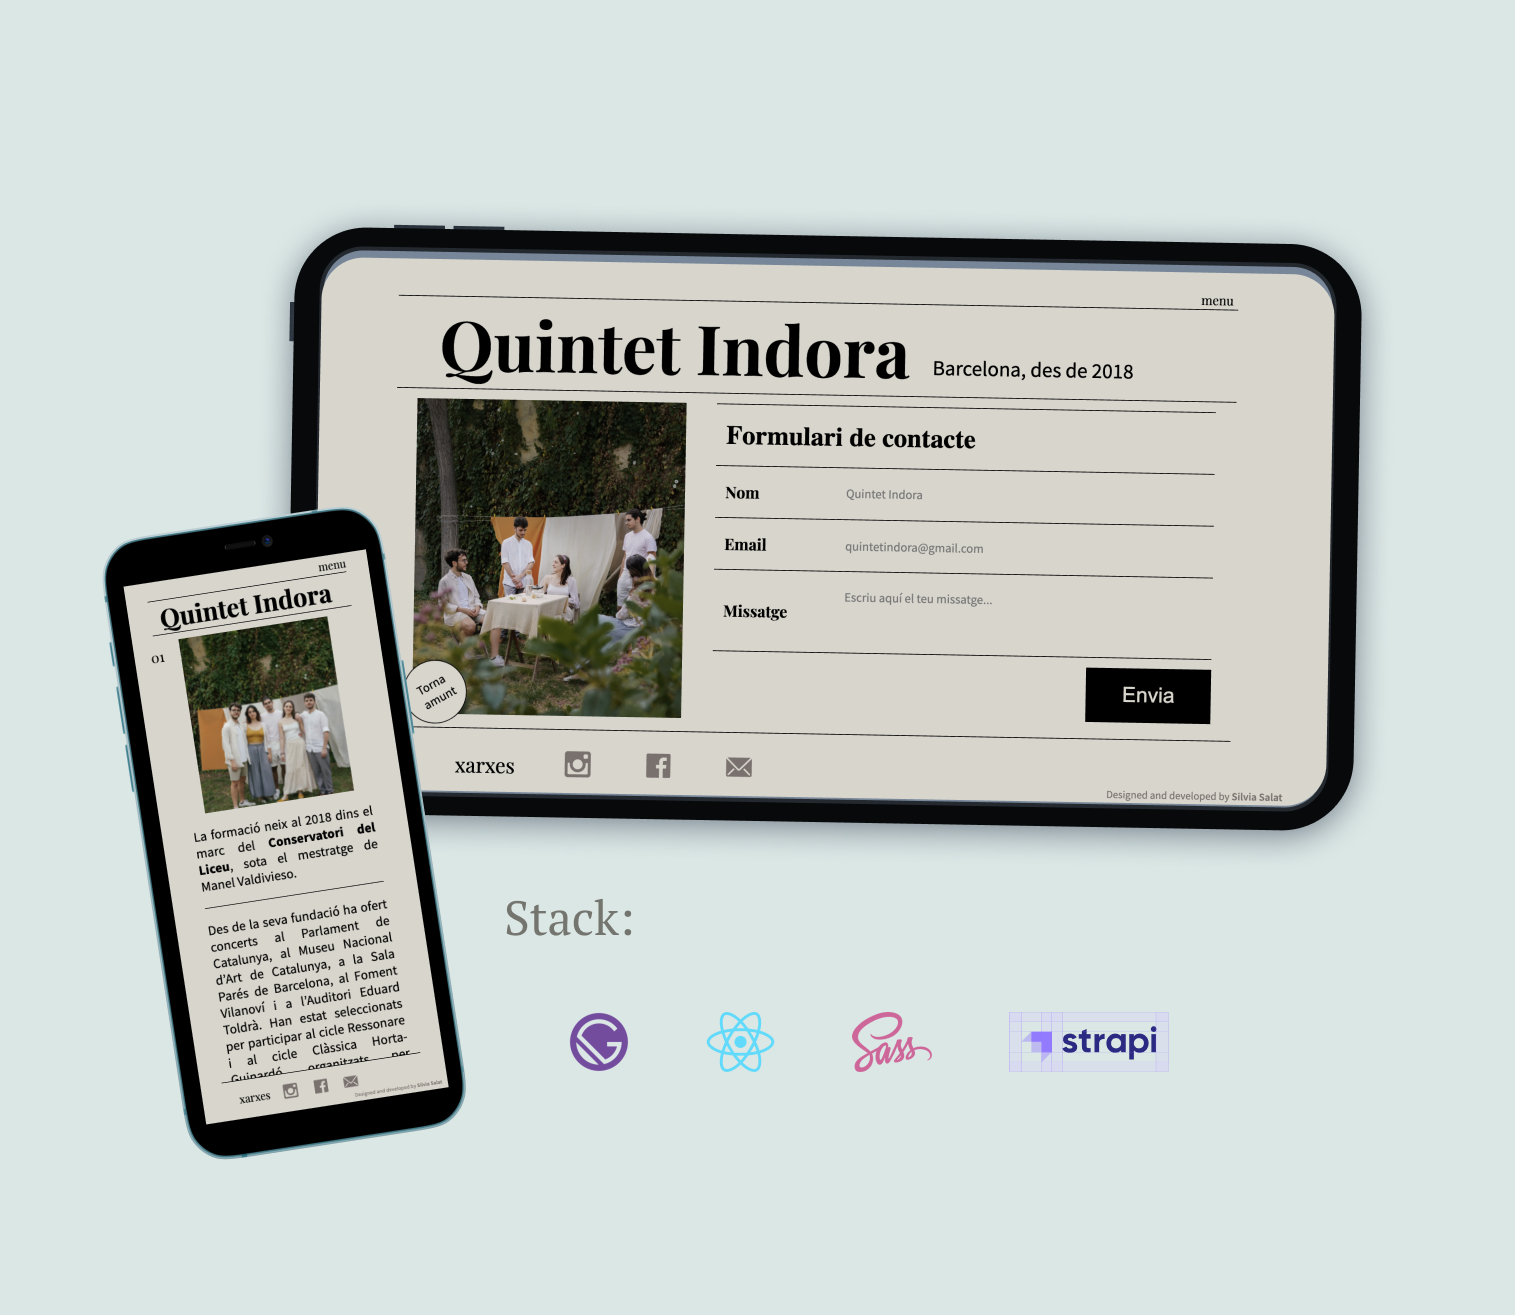 menu
Quintet Indora
Barcelona, des de 2018
Formulari de contacte
Nom
Quintet Indora
Email
quintetindora@gmail.com
Missatge
Escriu aquí el teu missatge...
Torna
amunt
Envia
xarxes
Designed and developed by Silvia Salat
menu
Quintet Indora
01
La formació neix al 2018 dins el
marc del Conservatori del
Liceu, sota el mestratge de
Manel Valdivieso.
Des de la seva fundació ha ofert
concerts al Parlament de
Catalunya, al Museu Nacional
d'Art de Catalunya, a la Sala
Parés de Barcelona, al Foment
Vilanoví i a l'Auditori Eduard
Toldrà. Han estat seleccionats
per participar al cicle Ressonare
i al cicle Clàssica Horta-
Guinardó organitzats per
xarxes
Designed and developed by Silvia Salat
Stack:
Sass
strapi